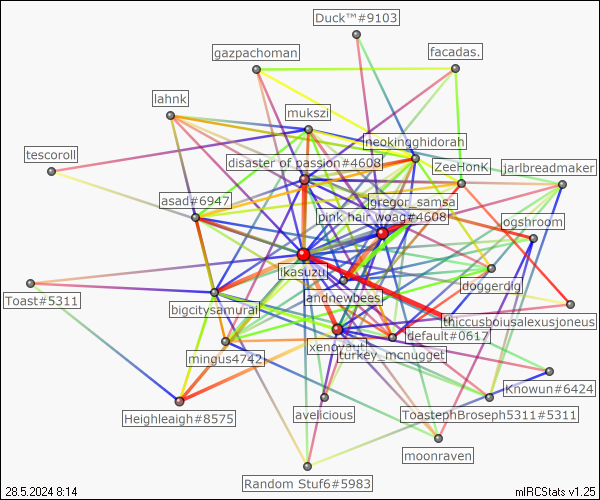 Duck™#9103
gazpachoman
facadas.
lahnk
mukszi
neokingghidorah
tescoroll
disaster of passion#4608
ZeeHonK
jarlbreadmaker
asad#6947
gregor_samsa
pink hair woag#4608
ogshroom
ikasuzu
doggerdig
Toast#5311
andnewbees
bigcitysamurai
thiccusboiusalexusjoneus
xenovault
default#0617
mingus4742
turkey_mcnugget
Knowun#6424
Heighleaigh#8575
avelicious
ToastephBroseph5311#5311
moonraven
Random Stuf6#5983
28.5.2024 8:14
mIRCStats v1.25